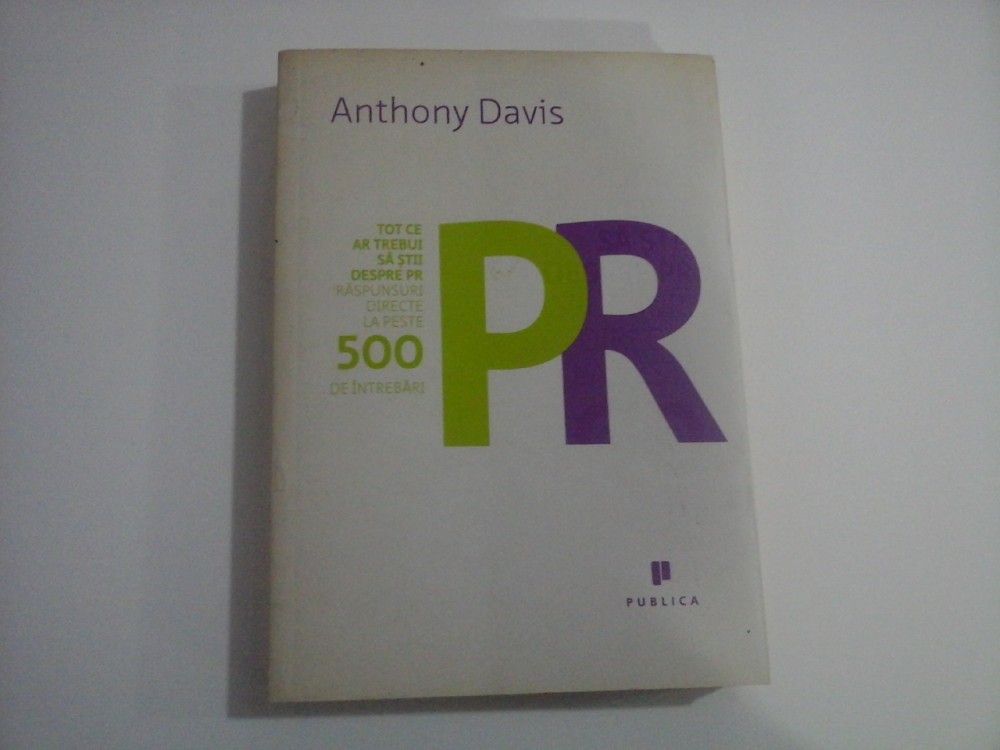 Anthony Davis
TOT CE
AR TREBUI
SĂ ȘTII
DESPRE PR
RĂSPUNSURI
DIRECTE
LA PESTE
500
DE ÎNTREBĂRI
PR
PUBLICA